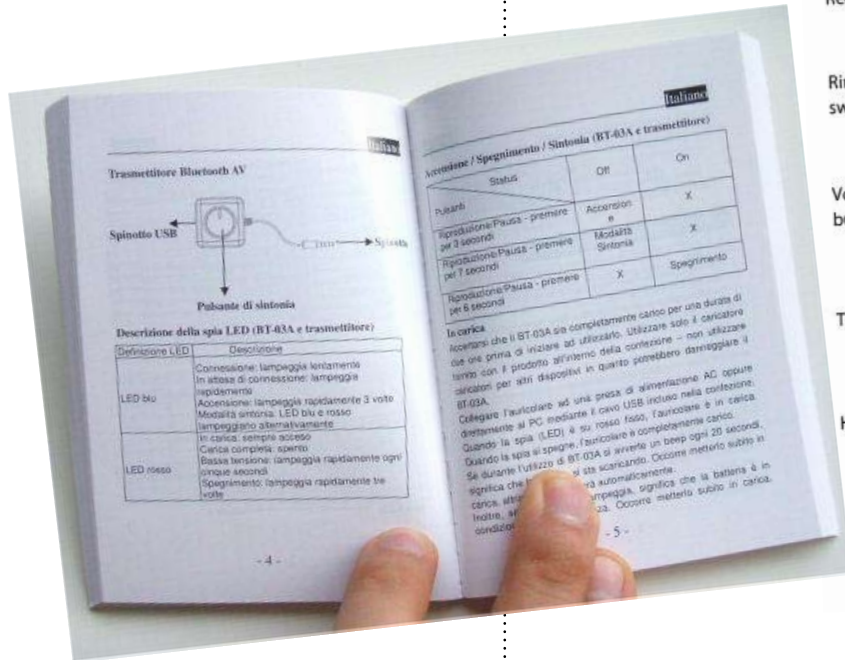 Italiano
Trasmettitore Bluetooth AV
Spinotto USB
Spinotto
Pulsante di sintonia
Descrizione della spia LED (BT-03A e trasmettitore)
Definizione LED Descrizione
LED blu
Connessione: lampeggia lentamente
In attesa di connessione: lampeggia
rapidamente
Accensione: lampeggia rapidamente 3 volte
Modalità sintonia: LED blu e rosso
lampeggiano alternativamente
LED rosso
In carica: sempre acceso
Carica completa: spento
Bassa tensione: lampeggia rapidamente ogni
cinque secondi
Spegnimento: lampeggia rapidamente tre
volte
- 4 -
Italiano
Accensione / Spegnimento / Sintonia (BT-03A e trasmettitore)
Status
Pulsanti
Off
On
Riproduzione/Pausa - premere
per 3 secondi
Accension
e
X
Riproduzione/Pausa - premere
per 7 secondi
Modalità
Sintonia
X
Riproduzione/Pausa - premere
per 6 secondi
X
Spegnimento
In carica
Accertarsi che il BT-03A sia completamente carico per una durata di
due ore prima di iniziare ad utilizzarlo. Utilizzare solo il caricatore
fornito con il prodotto all'interno della confezione – non utilizzare
caricatori per altri dispositivi in quanto potrebbero danneggiare il
BT-03A.
Collegare l'auricolare ad una presa di alimentazione AC oppure
direttamente al PC mediante il cavo USB incluso nella confezione.
Quando la spia (LED) è su rosso fisso, l'auricolare è in carica.
Quando la spia si spegne, l'auricolare è completamente carico.
Se durante l'utilizzo di BT-03A si avverte un beep ogni 20 secondi,
significa che si sta scaricando. Occorre metterlo subito in
carica, automaticamente.
Inoltre, lampeggia, significa che la batteria è in
Occorre metterlo subito in carica.
- 5 -